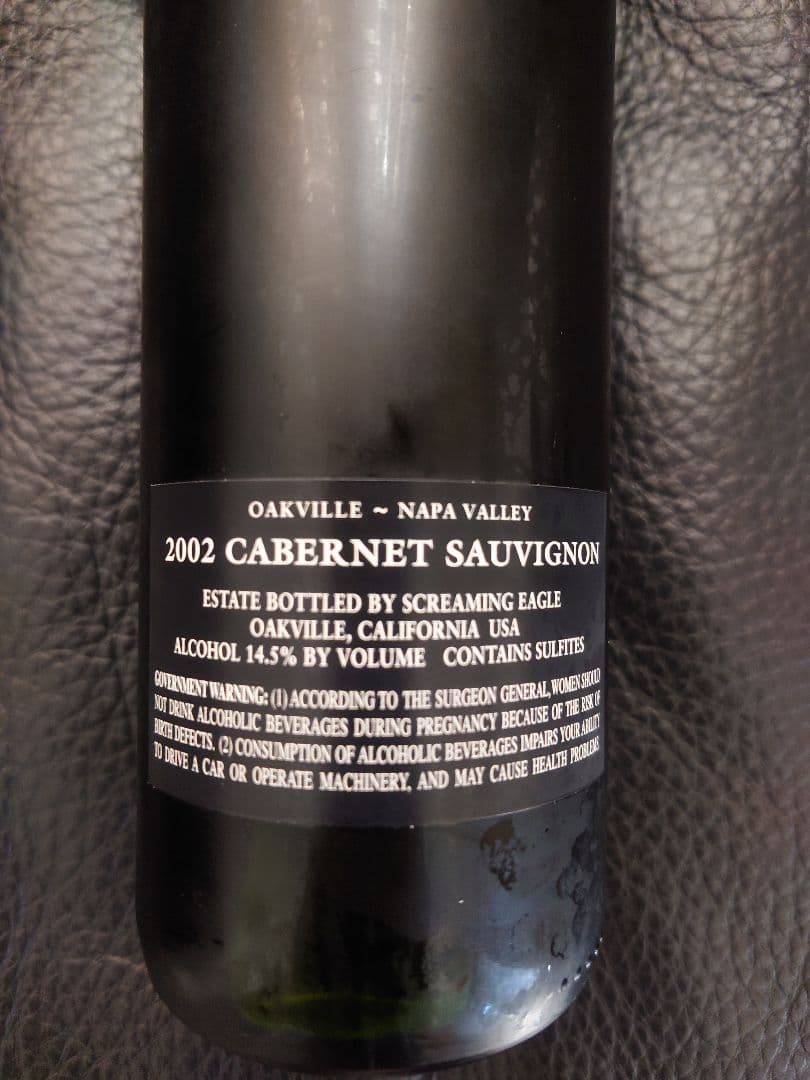 OAKVILLE ~ NAPA VALLEY
2002 CABERNET SAUVIGNON
ESTATE BOTTLED BY SCREAMING EAGLE
OAKVILLE, CALIFORNIA USA
ALCOHOL 14.5% BY VOLUME CONTAINS SULFITES
GOVERNMENT WARNING: (1) ACCORDING TO THE SURGEON GENERAL, WOMEN SHOULD
NOT DRINK ALCOHOLIC BEVERAGES DURING PREGNANCY BECAUSE OF THE RISK OF
BIRTH DEFECTS. (2) CONSUMPTION OF ALCOHOLIC BEVERAGES IMPAIRS YOUR ABILITY
TO DRIVE A CAR OR OPERATE MACHINERY, AND MAY CAUSE HEALTH PROBLEMS